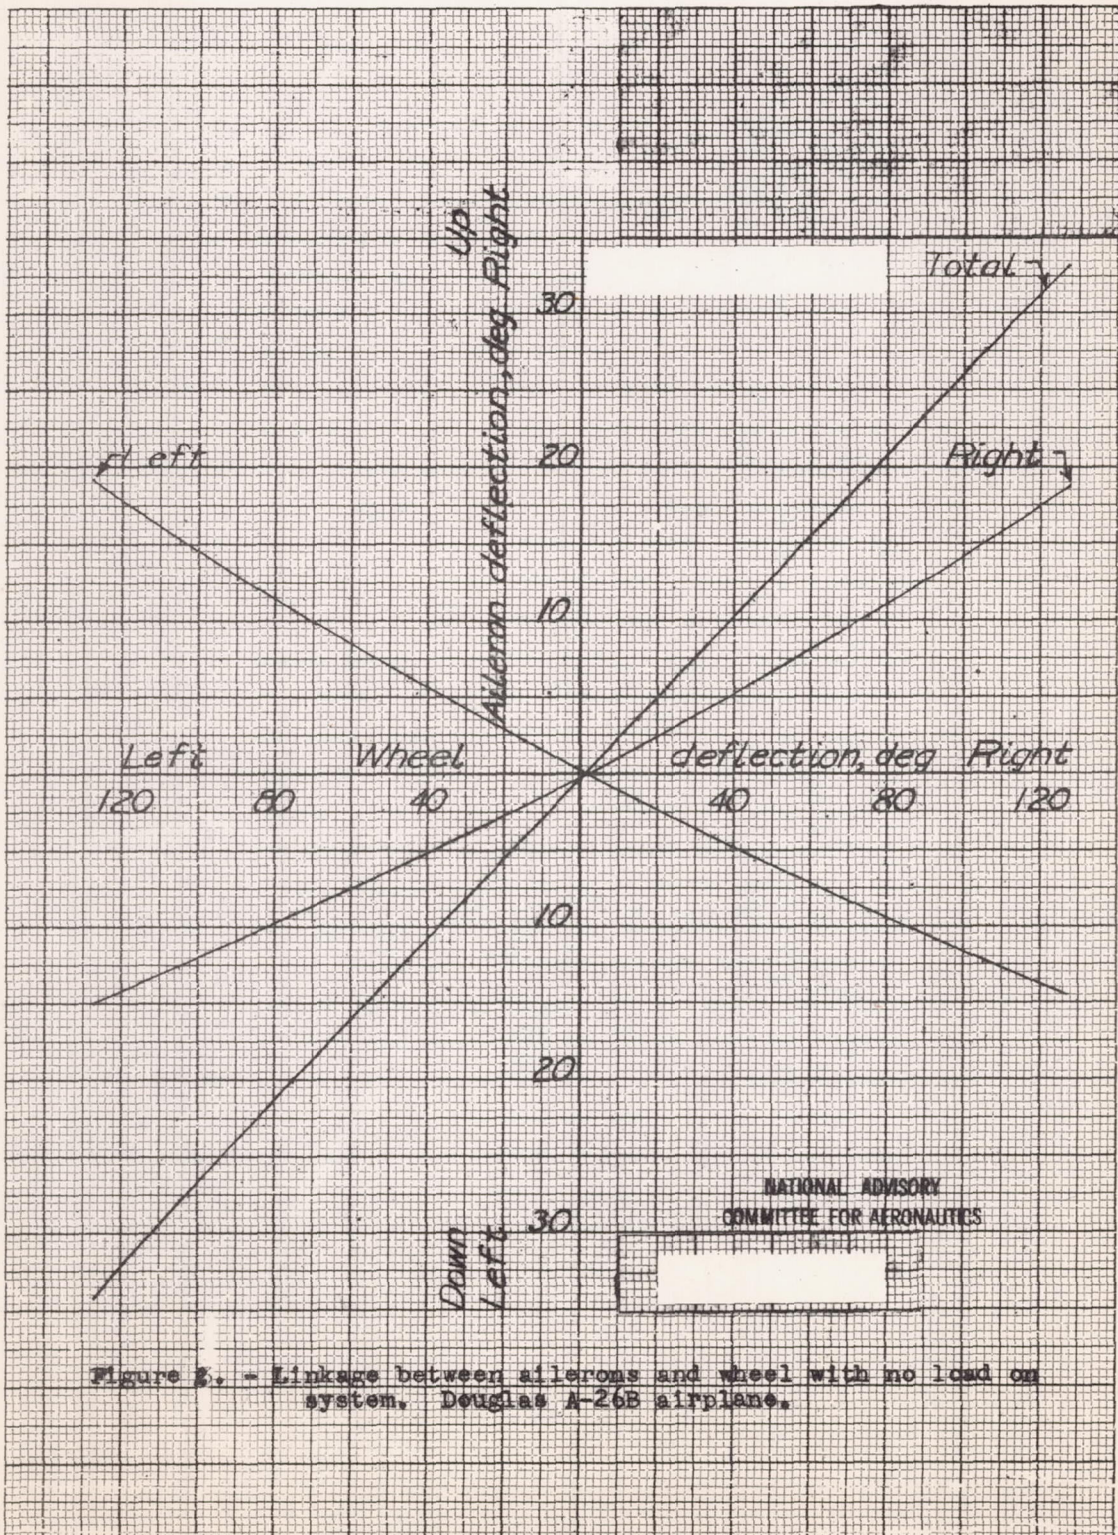 Up
Aileron deflection, deg Right
30
Total
20
Left
Right
10
Left Wheel deflection, deg Right
120 80 40 40 80 120
10
20
NATIONAL ADVISORY
COMMITTEE FOR AERONAUTICS
30
Down
Left
- Linkage between ailerons and wheel with no load on
system. Douglas A-26B airplane.
Figure